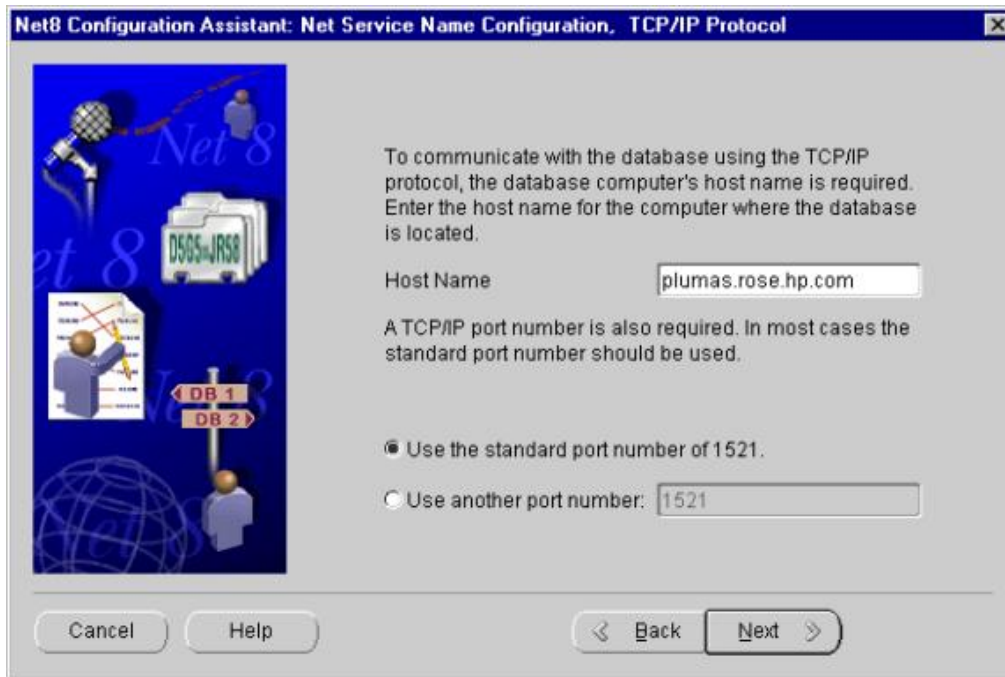 Net8 Configuration Assistant: Net Service Name Configuration, TCP/IP Protocol
Net 8
et 8
D5G5 JR58
DB 1
DB 2
Net 8
To communicate with the database using the TCP/IP
protocol, the database computer's host name is required.
Enter the host name for the computer where the database
is located.
Host Name
plumas.rose.hp.com
A TCP/IP port number is also required. In most cases the
standard port number should be used.
Use the standard port number of 1521.
Use another port number:
1521
Cancel
Help
Back
Next